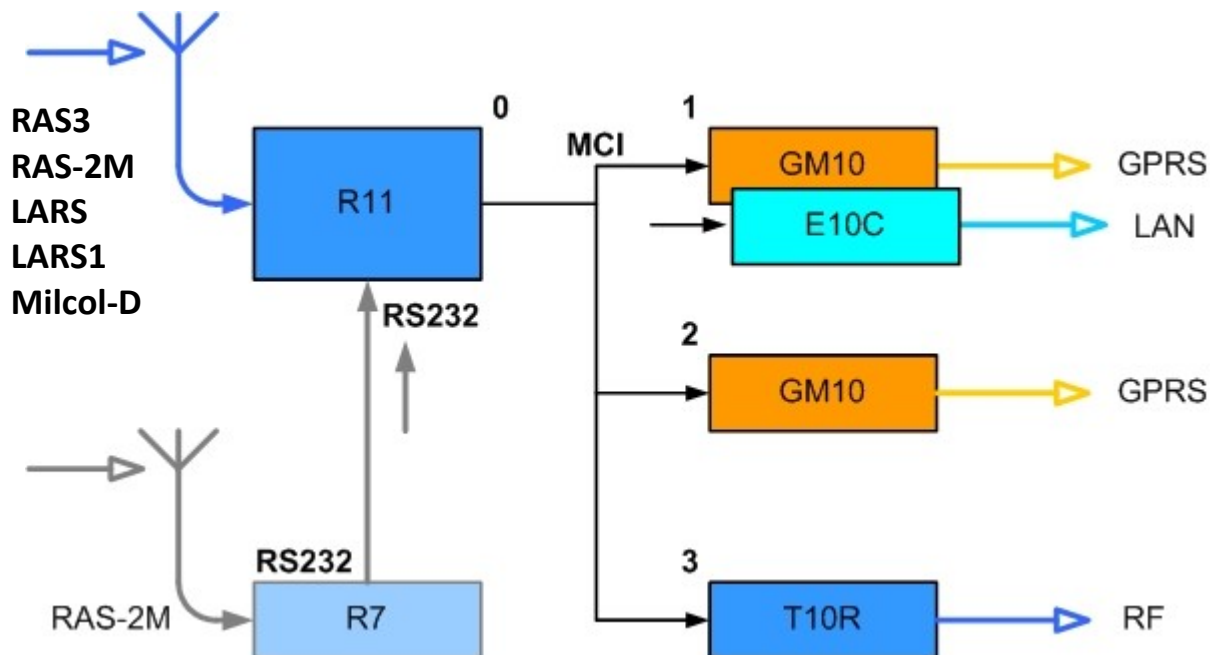 0
1
MCI
RAS3
RAS-2M
LARS
LARS1
Milcol-D
R11
GM10
GPRS
E10C
LAN
RS232
2
GM10
GPRS
RS232
3
RAS-2M
R7
T10R
RF